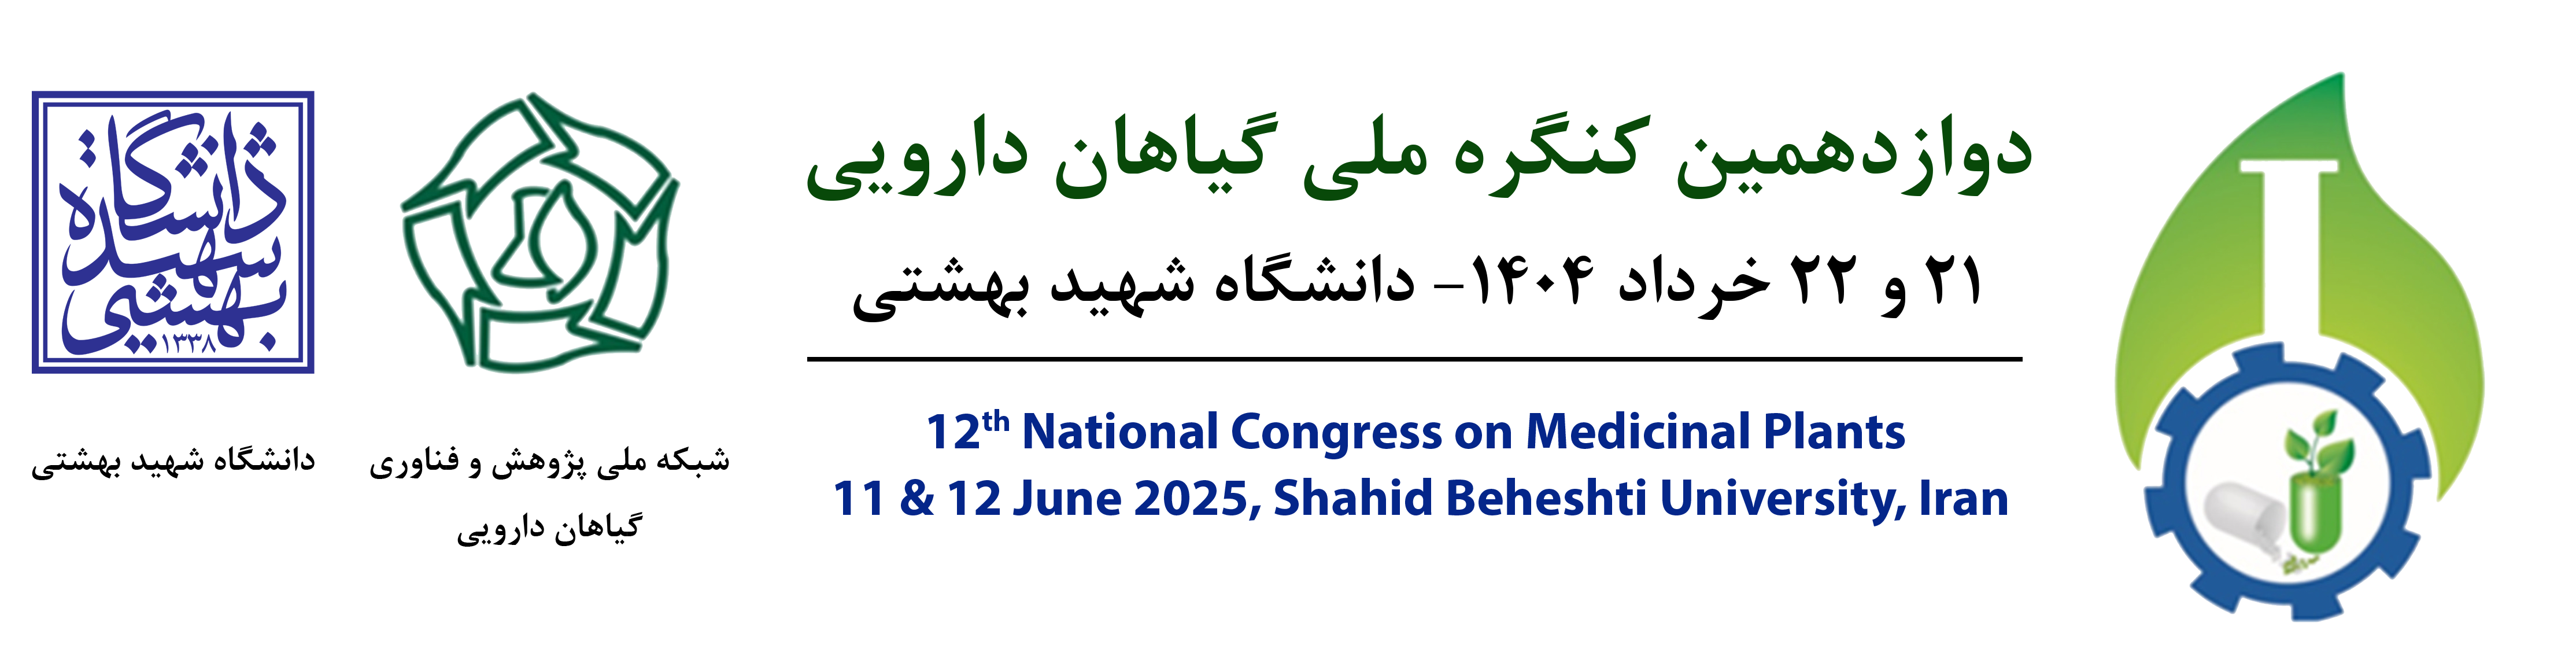 دوازدهمین کنگره ملی گیاهان دارویی
۲۱ و ۲۲ خرداد ۱۴۰۴- دانشگاه شهید بهشتی
12th National Congress on Medicinal Plants
11 & 12 June 2025, Shahid Beheshti University, Iran
شبکه ملی پژوهش و فناوری
گیاهان دارویی
دانشگاه
شهید
بهشتی
۱۳۳۸
دانشگاه شهید بهشتی